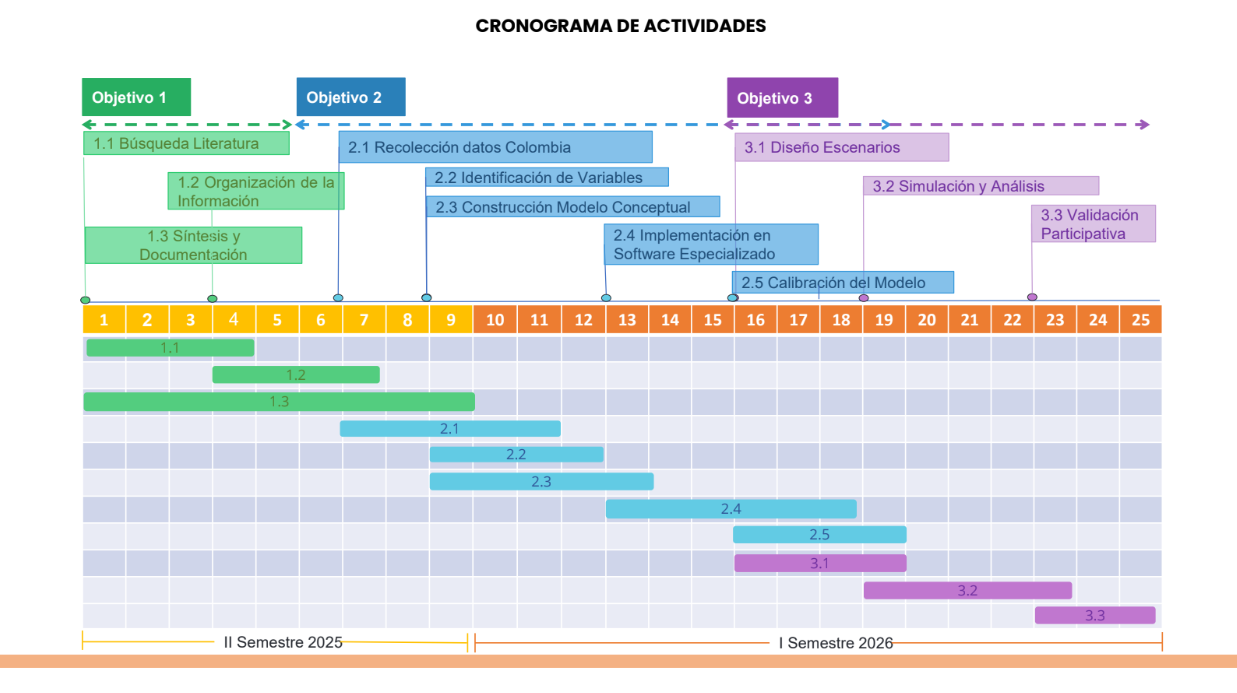 CRONOGRAMA DE ACTIVIDADES
Objetivo 1
Objetivo 2
Objetivo 3
1.1 Búsqueda Literatura
2.1 Recolección datos Colombia
3.1 Diseño Escenarios
1.2 Organización de la
Información
2.2 Identificación de Variables
3.2 Simulación y Análisis
2.3 Construcción Modelo Conceptual
3.3 Validación
Participativa
1.3 Síntesis y
Documentación
2.4 Implementación en
Software Especializado
2.5 Calibración del Modelo
1 2 3 4 5 6 7 8 9 10 11 12 13 14 15 16 17 18 19 20 21 22 23 24 25
1.1
1.2
1.3
2.1
2.2
2.3
2.4
2.5
3.1
3.2
3.3
II Semestre 2025
I Semestre 2026